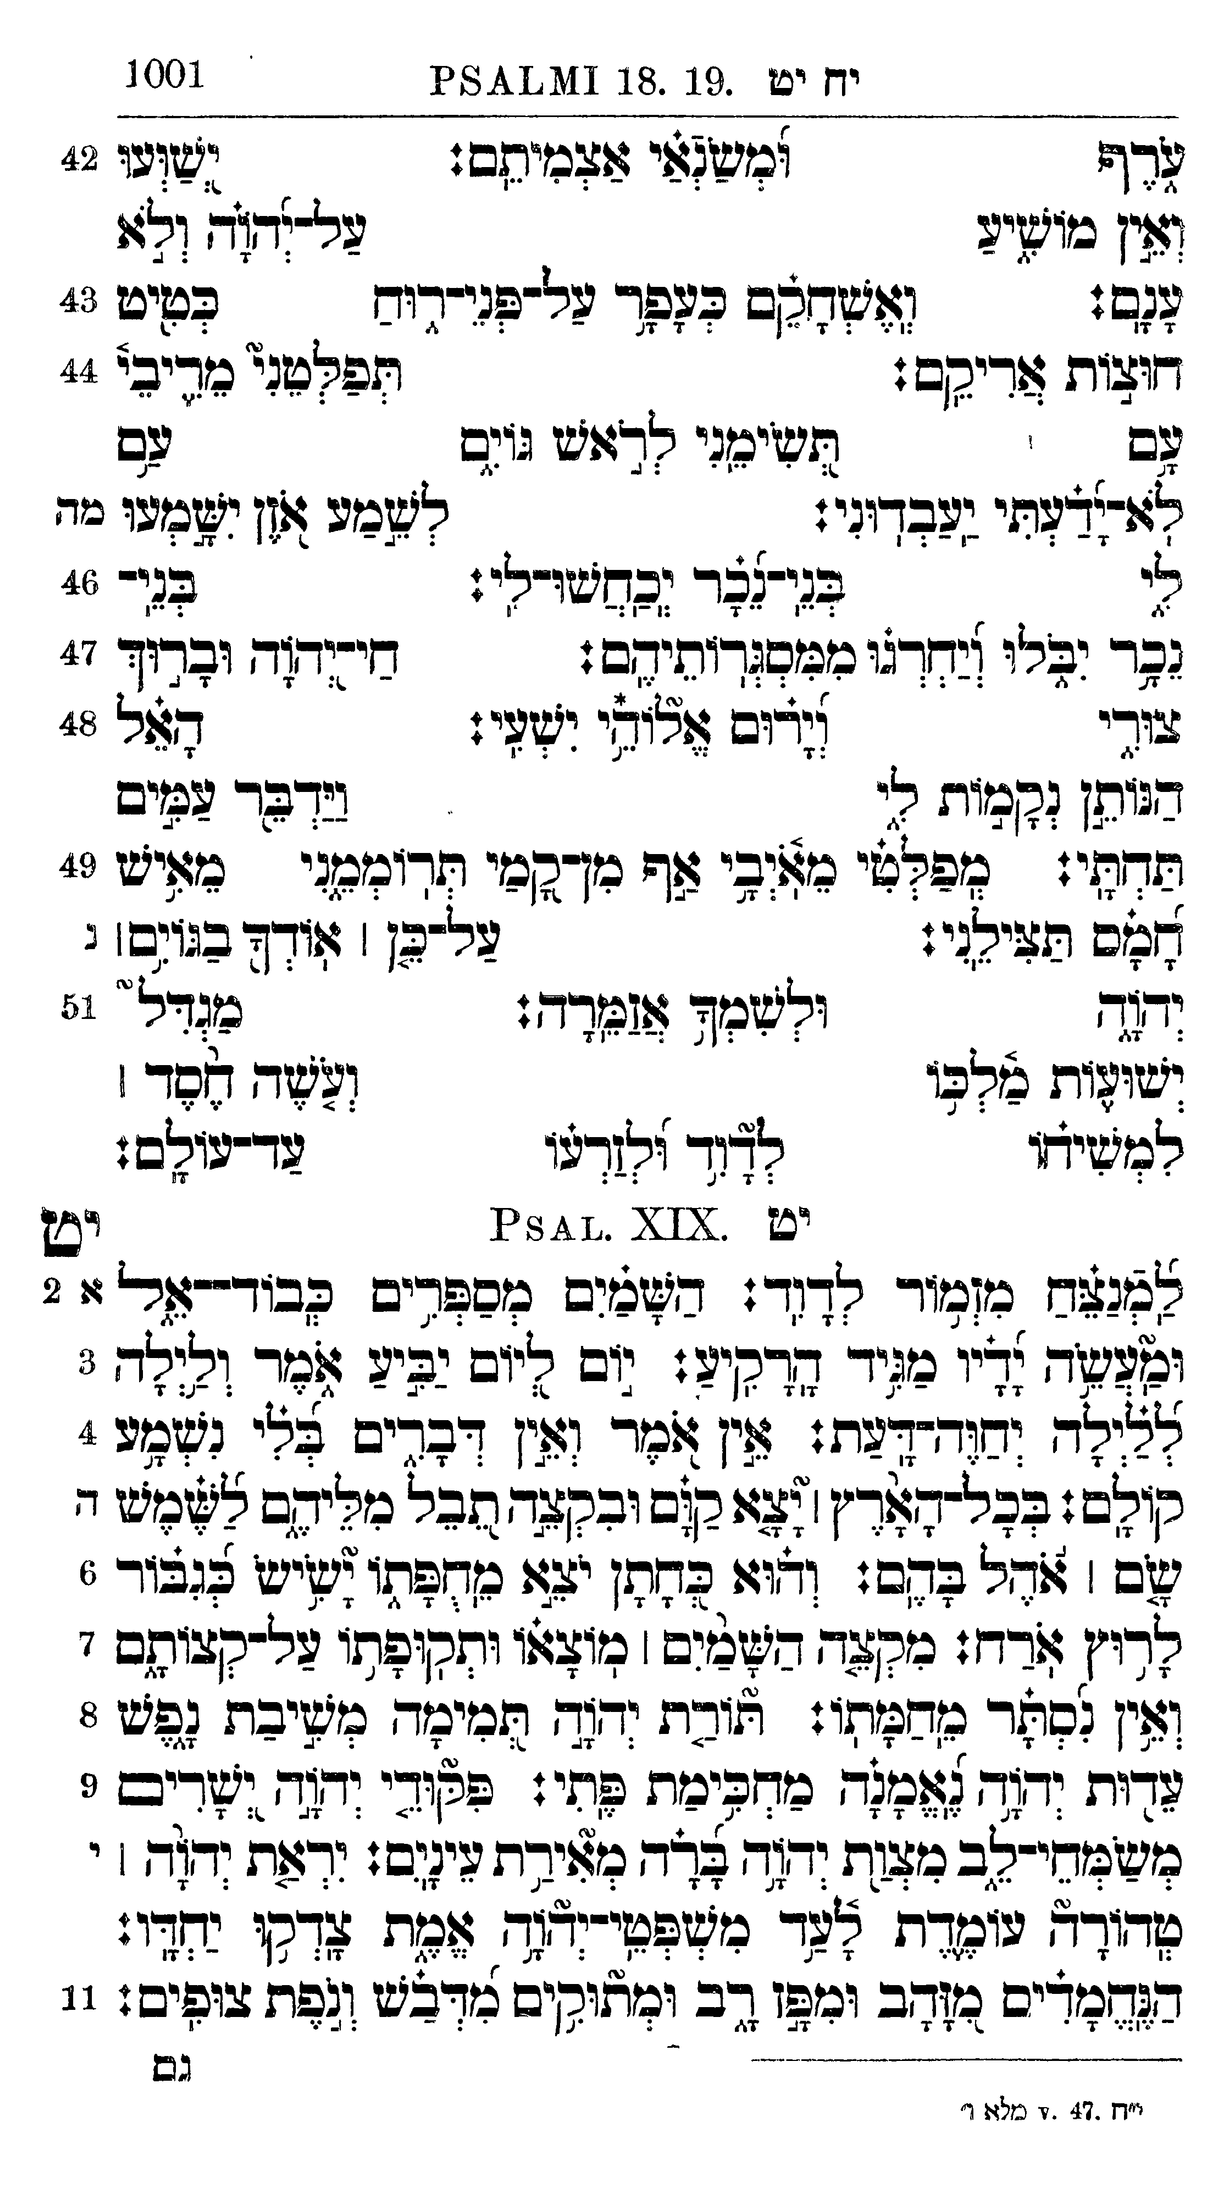 1001 PSALMI 18. 19. יח יט
עֹ֑רֶף וּ֝מְשַׂנְאַ֗י אַצְמִיתֵֽם׃ יְ֭שַׁוְּעוּ 42
וְאֵ֣ין מוֹשִׁ֑יעַ עַל־יְ֝הוָ֗ה וְלֹ֣א
עָנָֽם׃ וְֽאֶשְׁחָקֵ֗ם כְּעָפָ֥ר עַל־פְּנֵי־ר֑וּחַ כְּטִ֖יט 43
חוּצ֣וֹת אֲרִיקֵֽם׃ תְּפַלְּטֵנִי֮ מֵרִ֪יבֵ֫י 44
עָ֥ם תְּ֭שִׂימֵנִי לְרֹ֣אשׁ גּוֹיִ֑ם עַ֖ם
לֹא־יָדַ֣עְתִּי יַֽעַבְדֽוּנִי׃ לְשֵׁ֣מַֽע אֹ֭זֶן יִשָּׁ֣מְעוּ מה
לִ֑י בְּנֵֽי־נֵ֝כָ֗ר יְכַחֲשׁוּ־לִֽי׃ בְּנֵי־ 46
נֵכָ֥ר יִבֹּ֑לוּ וְ֝יַחְרְג֗וּ מִֽמִּסְגְּרֽוֹתֵיהֶֽם׃ חַי־יְ֭הוָה וּבָר֣וּךְ 47
צוּרִ֑י וְ֝יָר֗וּם אֱלוֹהֵ֥י יִשְׁעִֽי׃ הָאֵ֗ל 48
הַנּוֹתֵ֣ן נְקָמ֣וֹת לִ֑י וַיַּדְבֵּ֖ר עַמִּ֣ים
תַּחְתָּֽי׃ מְפַלְּטִ֗י מֵאֹ֫יְבָ֥י אַ֣ף מִן־קָ֭מַי תְּרוֹמְמֵ֑נִי מֵאִ֥ישׁ 49
חָ֝מָ֗ס תַּצִּילֵֽנִי׃ עַל־כֵּ֤ן ׀ אוֹדְךָ֖ בַגּוֹיִ֥ם ׀ נ
יְהוָ֑ה וּלְשִׁמְךָ֥ אֲזַמֵּֽרָה׃ מַגְדִּל֮ 51
יְשׁוּע֪וֹת מַ֫לְכּ֥וֹ וְעֹ֤שֶׂה חֶ֨סֶד ׀
לִמְשִׁיח֗וֹ לְדָוִ֥ד וּ֝לְזַרְע֗וֹ עַד־עוֹלָֽם׃
יט PSAL. XIX. יט
לַ֝מְנַצֵּ֗חַ מִזְמ֥וֹר לְדָוִֽד׃ הַשָּׁמַ֗יִם מְֽסַפְּרִ֥ים כְּבֽוֹד־אֵ֑ל א 2
וּֽמַעֲשֵׂ֥ה יָ֝דָ֗יו מַגִּ֥יד הָרָקִֽיעַ׃ י֣וֹם לְ֭יוֹם יַבִּ֣יעַֽ אֹ֑מֶר וְלַ֥יְלָה 3
לְּ֝לַ֗יְלָה יְחַוֶּה־דָּֽעַת׃ אֵ֣ין אֹ֭מֶר וְאֵ֣ין דְּבָרִ֑ים בְּ֝לִ֗י נִשְׁמָ֥ע 4
קוֹלָֽם׃ בְּכָל־הָאָ֨רֶץ ׀ יָ֘צָ֤א קַוָּ֗ם וּבִקְצֵ֣ה תֵ֭בֵל מִלֵּיהֶ֑ם לַ֝שֶּׁ֗מֶשׁ ה
שָֽׂם ׀ אֹ֥הֶל בָּהֶֽם׃ וְה֗וּא כְּ֭חָתָן יֹצֵ֣א מֵחֻפָּת֑וֹ יָשִׂ֥ישׂ כְּ֝גִבּ֗וֹר 6
לָר֥וּץ אֹֽרַח׃ מִקְצֵ֤ה הַשָּׁמַ֨יִם ׀ מֽוֹצָא֗וֹ וּתְקוּפָת֥וֹ עַל־קְצוֹתָ֑ם 7
וְאֵ֥ין נִ֝סְתָּ֗ר מֵֽחַמָּתֽוֹ׃ תּ֘וֹרַ֤ת יְהוָ֣ה תְּ֭מִימָה מְשִׁ֣יבַת נָ֑פֶשׁ 8
עֵד֖וּת יְהוָ֥ה נֶ֝אֱמָנָ֗ה מַחְכִּ֥ימַת פֶּֽתִי׃ פִּקּ֘וּדֵ֤י יְהוָ֣ה יְ֭שָׁרִים 9
מְשַׂמְּחֵי־לֵ֑ב מִצְוַ֖ת יְהוָ֥ה בָּ֝רָ֗ה מְאִירַ֥ת עֵינָֽיִם׃ יִרְאַ֤ת יְהוָ֨ה ׀ י
טְהוֹרָה֮ עוֹמֶ֪דֶת לָ֫עַ֥ד מִֽשְׁפְּטֵי־יְהוָ֥ה אֱמֶ֑ת צָֽדְק֥וּ יַחְדָּֽו׃
הַֽנֶּחֱמָדִ֗ים מִ֭זָּהָב וּמִפַּ֣ז רָ֑ב וּמְתוּקִ֥ים מִ֝דְּבַ֗שׁ וְנֹ֣פֶת צוּפִֽים׃ 11
גם
י״ח v. 47. מלא ו׳